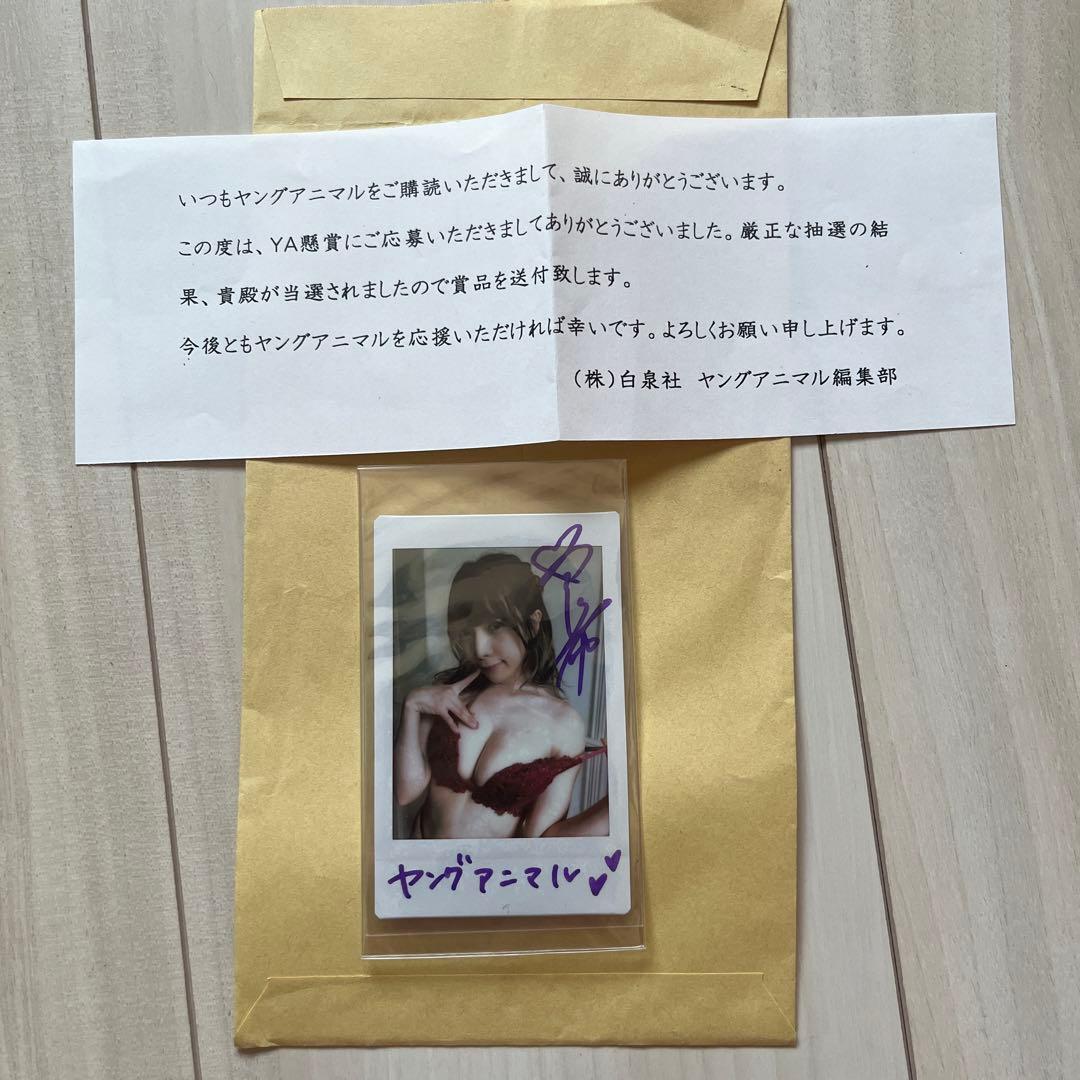 いつもヤングアニマルをご購読いただきまして、誠にありがとうございます。
この度は、YA懸賞にご応募いただきましてありがとうございました。厳正な抽選の結
果、貴殿が当選されましたので賞品を送付致します。
今後ともヤングアニマルを応援いただければ幸いです。よろしくお願い申し上げます。
（株）白泉社　ヤングアニマル編集部
ヤングアニマル